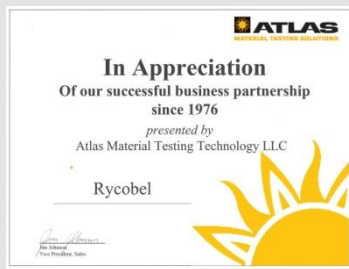 ATLAS
MATERIAL TESTING SOLUTIONS
In Appreciation
Of our successful business partnership
since 1976
presented by
Atlas Material Testing Technology LLC
Rycobel
Jim Johnson
Vice President, Sales